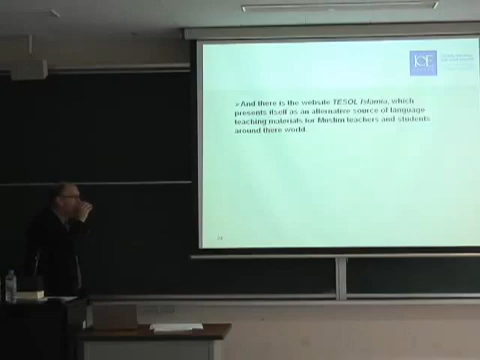 IOE
➢And there is the website TESOL Islamia, which
presents itself as an alternative source of language
teaching materials for Muslim teachers and students
around there world.